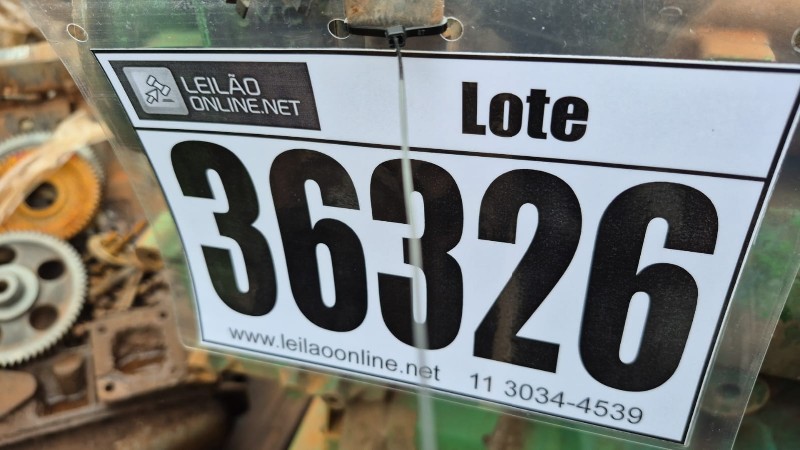 LEILÃO
ONLINE.NET
Lote
36326
www.leilaoonline.net 11 3034-4539